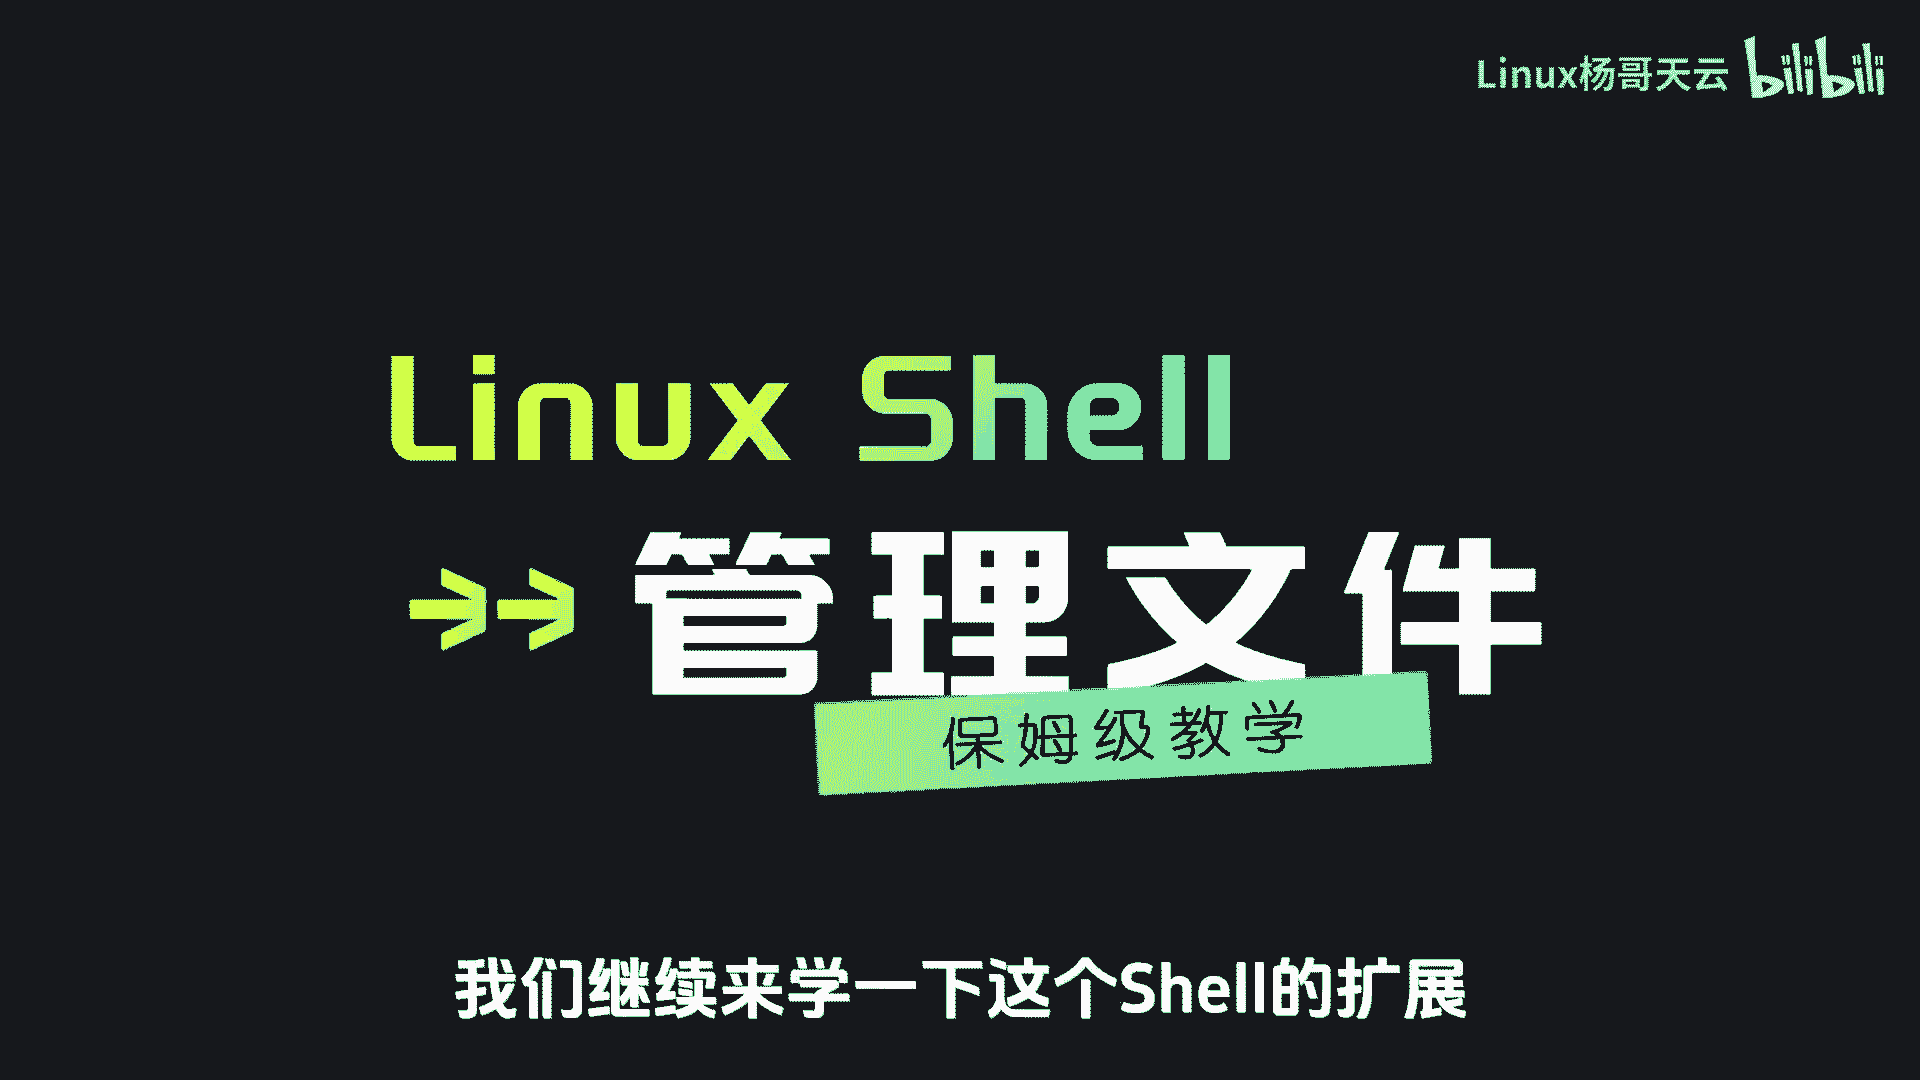 Linux杨哥天云 bilibili
Linux Shell
管理文件
保姆级教学
我们继续来学一下这个Shell的扩展